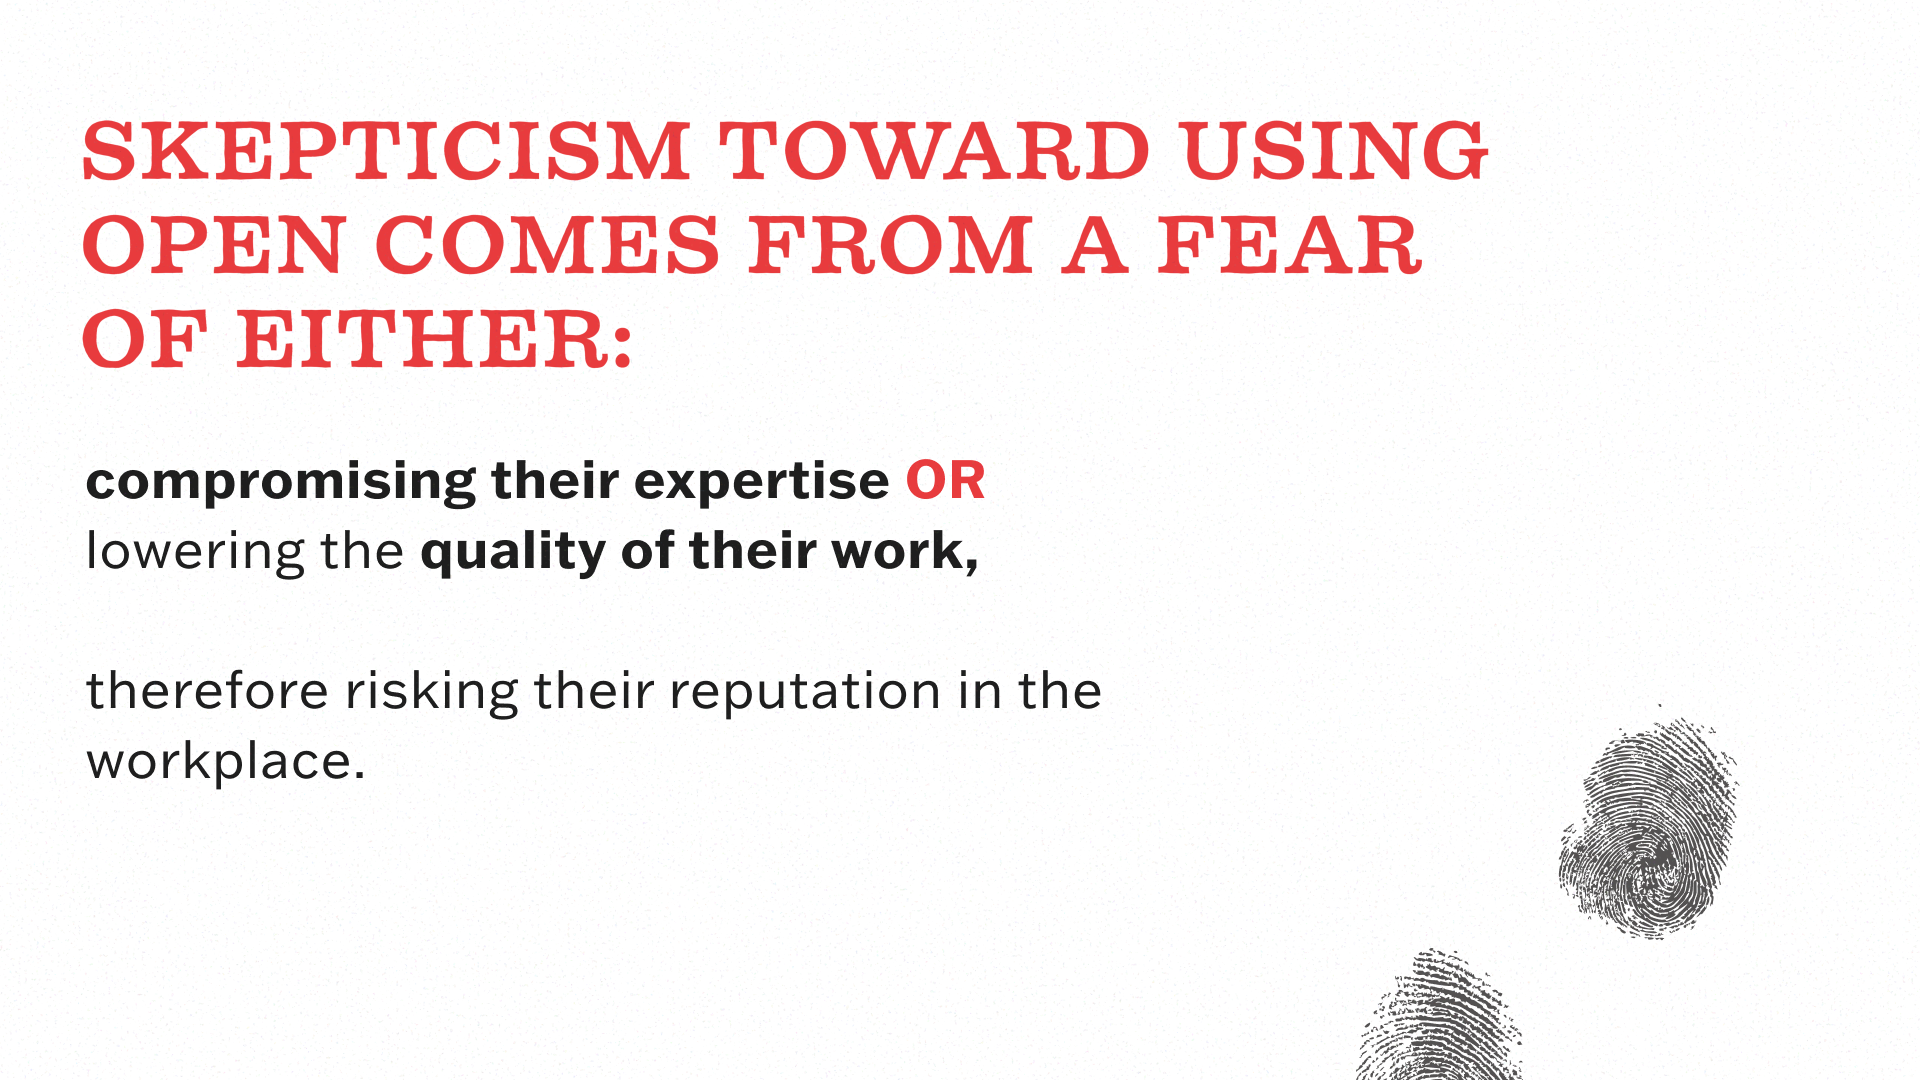 SKEPTICISM TOWARD USING
OPEN COMES FROM A FEAR
OF EITHER:
compromising their expertise OR
lowering the quality of their work,
therefore risking their reputation in the
workplace.